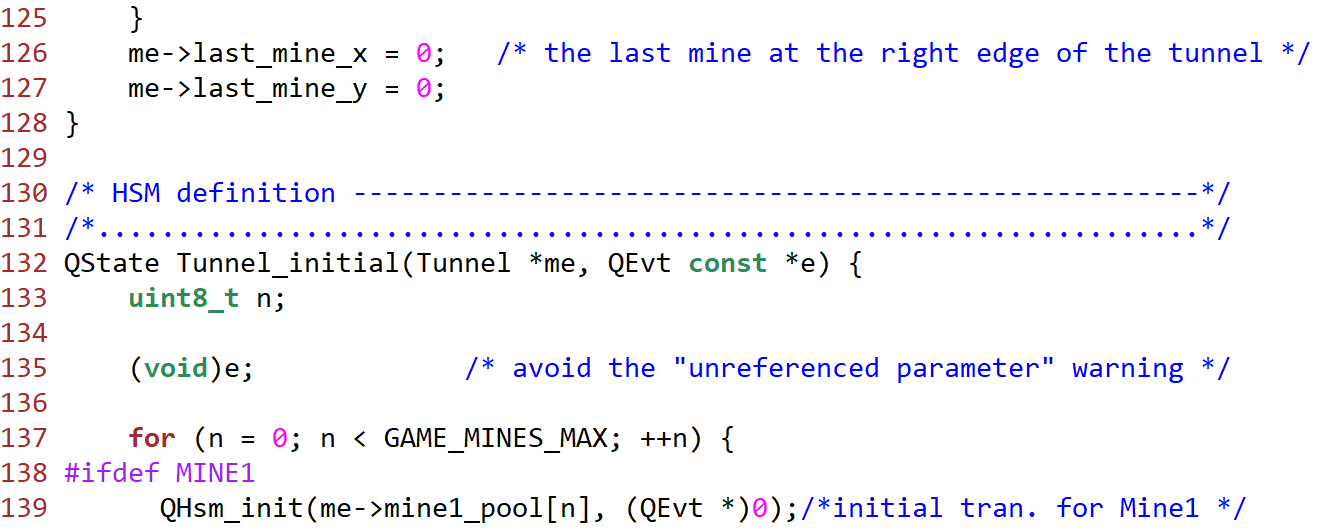 125     }
126     me->last_mine_x = 0;   /* the last mine at the right edge of the tunnel */
127     me->last_mine_y = 0;
128 }
129
130 /* HSM definition -----------------------------------------------------*/
131 /*.....................................................................*/
132 QState Tunnel_initial(Tunnel *me, QEvt const *e) {
133     uint8_t n;
134
135     (void)e;             /* avoid the "unreferenced parameter" warning */
136
137     for (n = 0; n < GAME_MINES_MAX; ++n) {
138 #ifdef MINE1
139       QHsm_init(me->mine1_pool[n], (QEvt *)0);/*initial tran. for Mine1 */